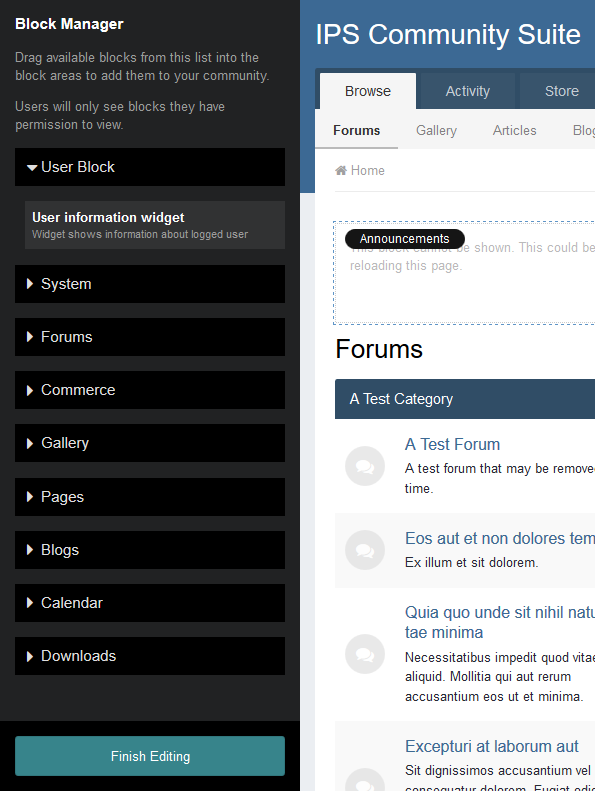 Block Manager
Drag available blocks from this list into the
block areas to add them to your community.
Users will only see blocks they have
permission to view.
User Block
User information widget
Widget shows information about logged user
System
Forums
Commerce
Gallery
Pages
Blogs
Calendar
Downloads
Finish Editing
IPS Community Suite
Browse
Activity
Store
Forums
Gallery
Articles
Blog
Home
Announcements
This block cannot be shown. This could be
reloading this page.
Forums
A Test Category
A Test Forum
A test forum that may be remove
time.
Eos aut et non dolores tem
Ex illum et sit dolorem.
Quia quo unde sit nihil natu
tae minima
Necessitatibus impedit quod vitae
aliquid. Mollitia qui aut rerum
accusantium eos ut et minima.
Excepturi at laborum aut
Sit dignissimos accusantium vel
consequatur dolorem. Fugiat odio